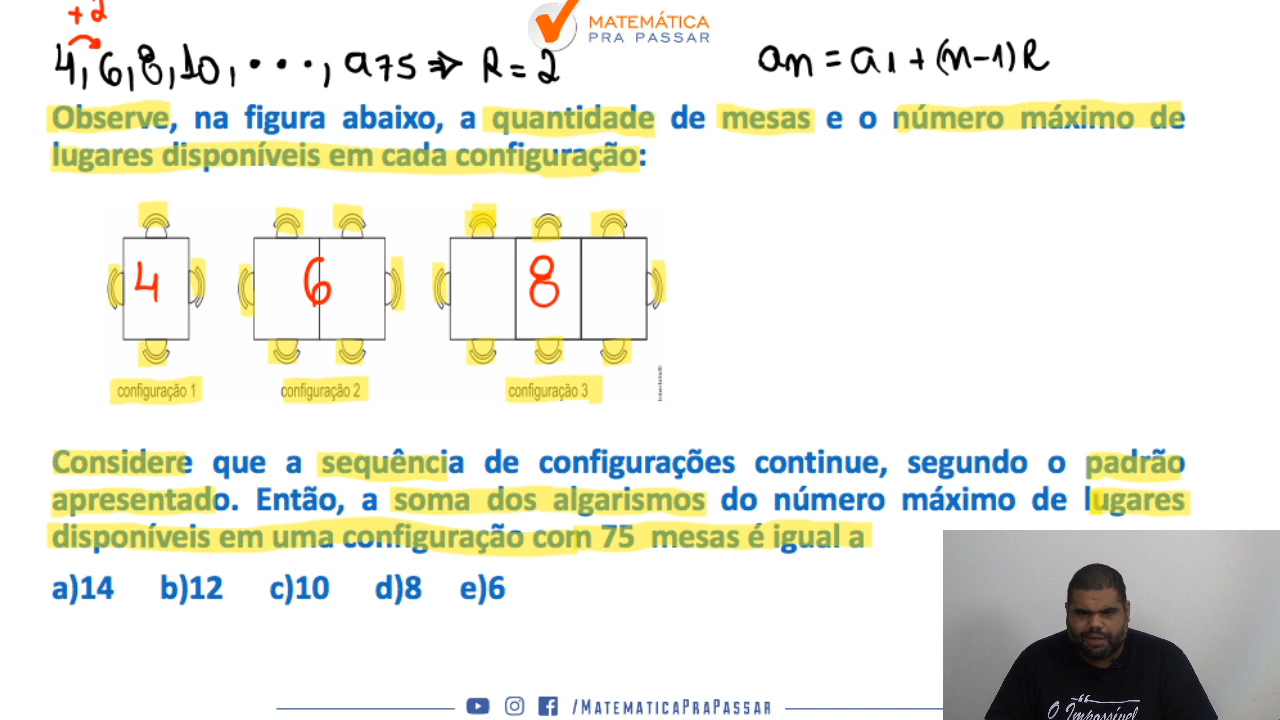 +2
MATEMÁTICA
PRA PASSAR
4, 6, 8, 10, ..., a75 ⇒ R = 2
an = a1 + (n-1)R
Observe, na figura abaixo, a quantidade de mesas e o número máximo de
lugares disponíveis em cada configuração:
4 6 8
configuração 1 configuração 2 configuração 3
Considere que a sequência de configurações continue, segundo o padrão
apresentado. Então, a soma dos algarismos do número máximo de lugares
disponíveis em uma configuração com 75 mesas é igual a
a)14 b)12 c)10 d)8 e)6
O Impossível
/MATEMATICAPRAPASSAR